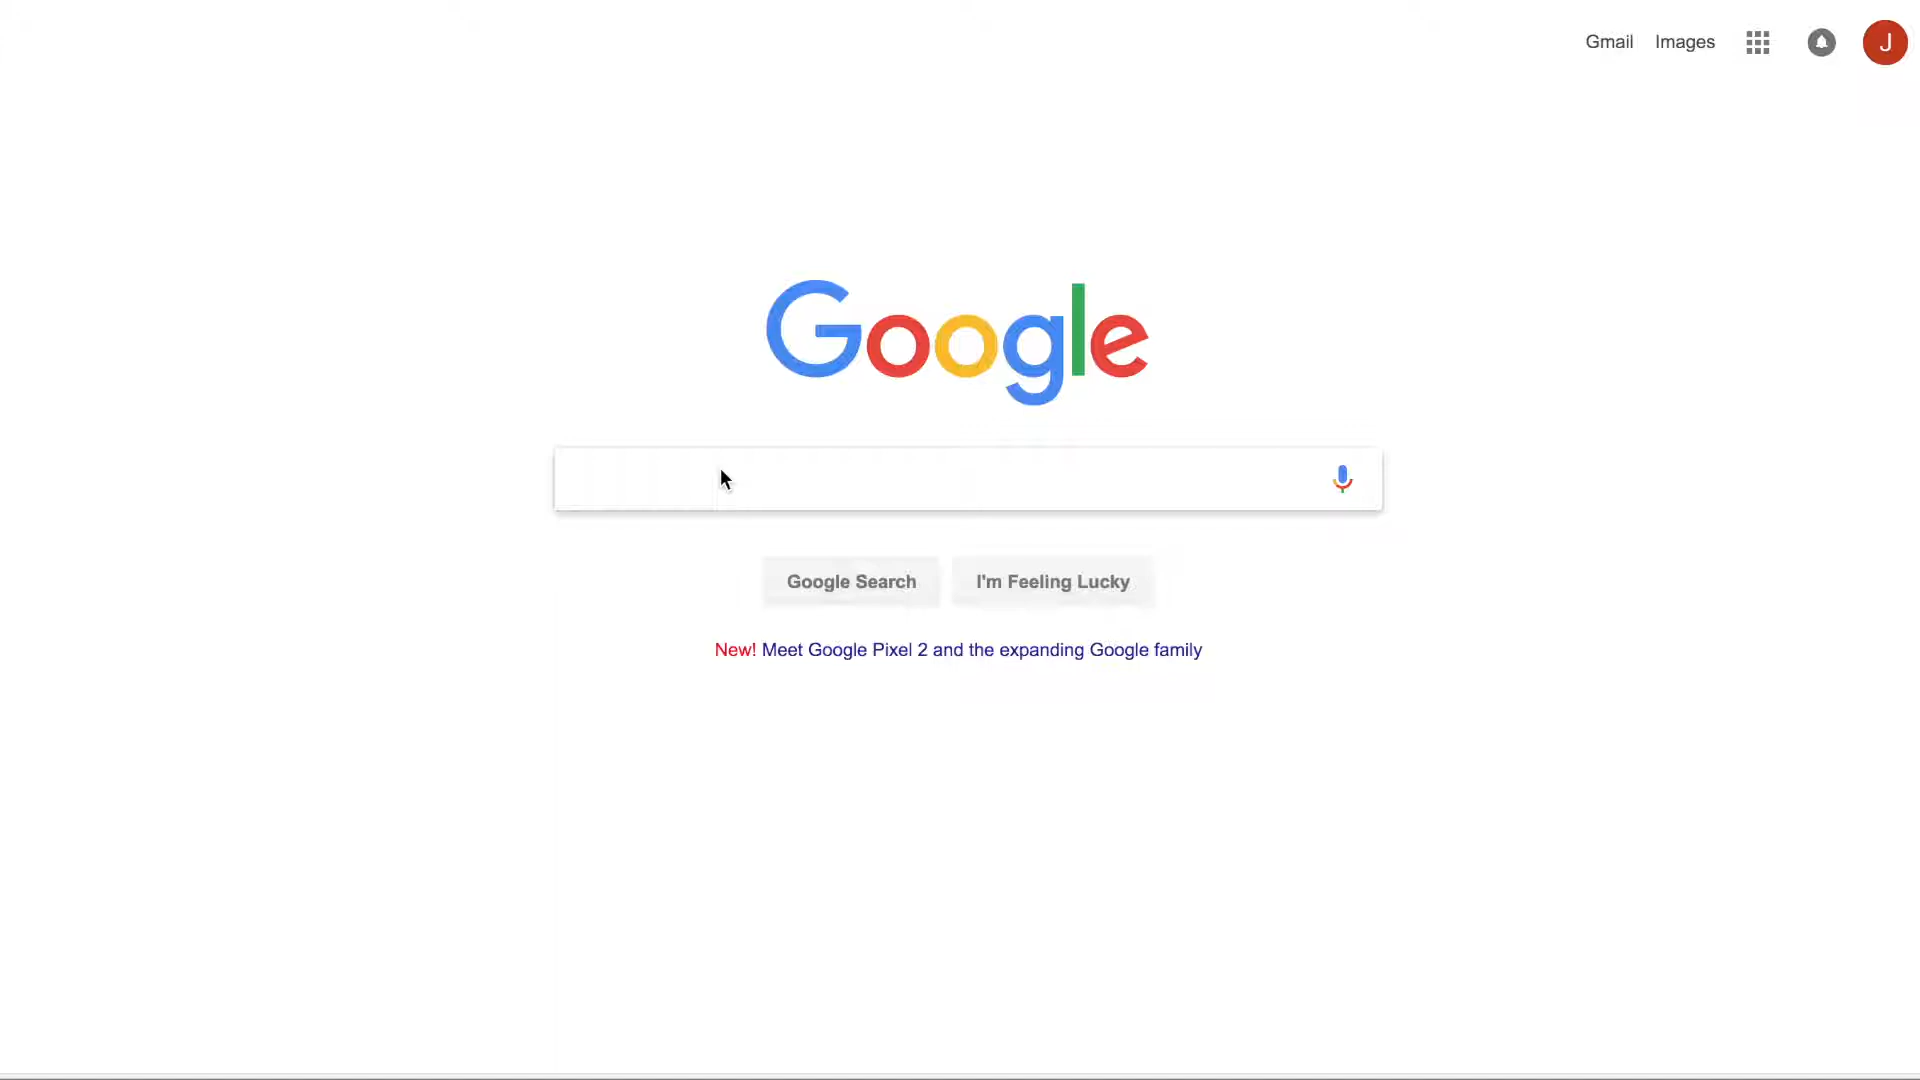 Gmail Images J
Google
Google Search I'm Feeling Lucky
New! Meet Google Pixel 2 and the expanding Google family